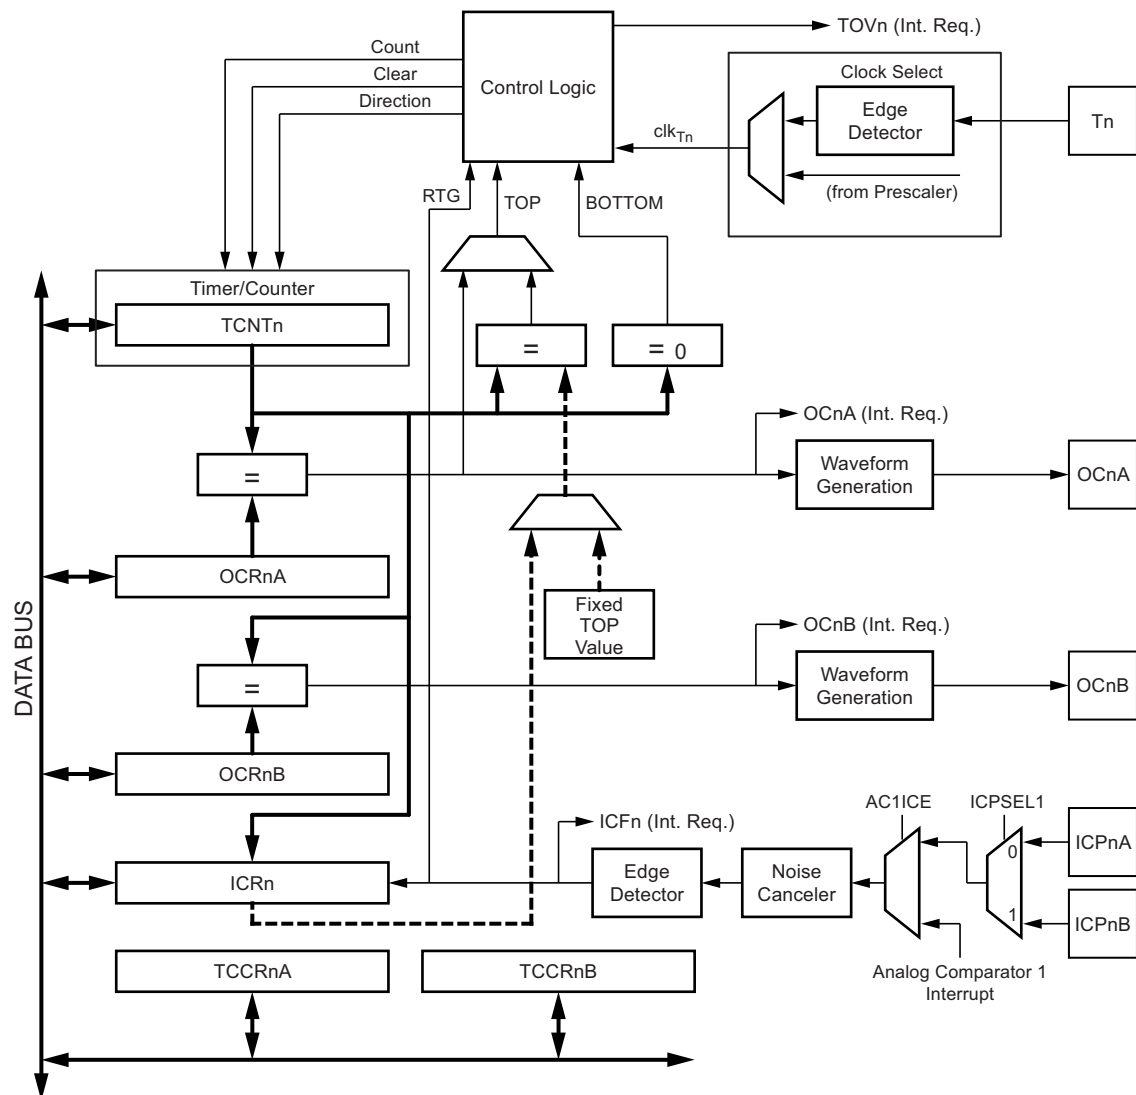 TOVn (Int. Req.)
Count
Clear
Direction
Control Logic
Clock Select
Edge
Detector
Tn
clkTn
(from Prescaler)
RTG
TOP
BOTTOM
Timer/Counter
TCNTn
=
= 0
OCnA (Int. Req.)
=
Waveform
Generation
OCnA
OCRnA
Fixed
TOP
Value
DATA BUS
OCnB (Int. Req.)
=
Waveform
Generation
OCnB
OCRnB
AC1ICE
ICPSEL1
ICFn (Int. Req.)
0
ICPnA
ICRn
Edge
Detector
Noise
Canceler
1
ICPnB
Analog Comparator 1
Interrupt
TCCRnA
TCCRnB